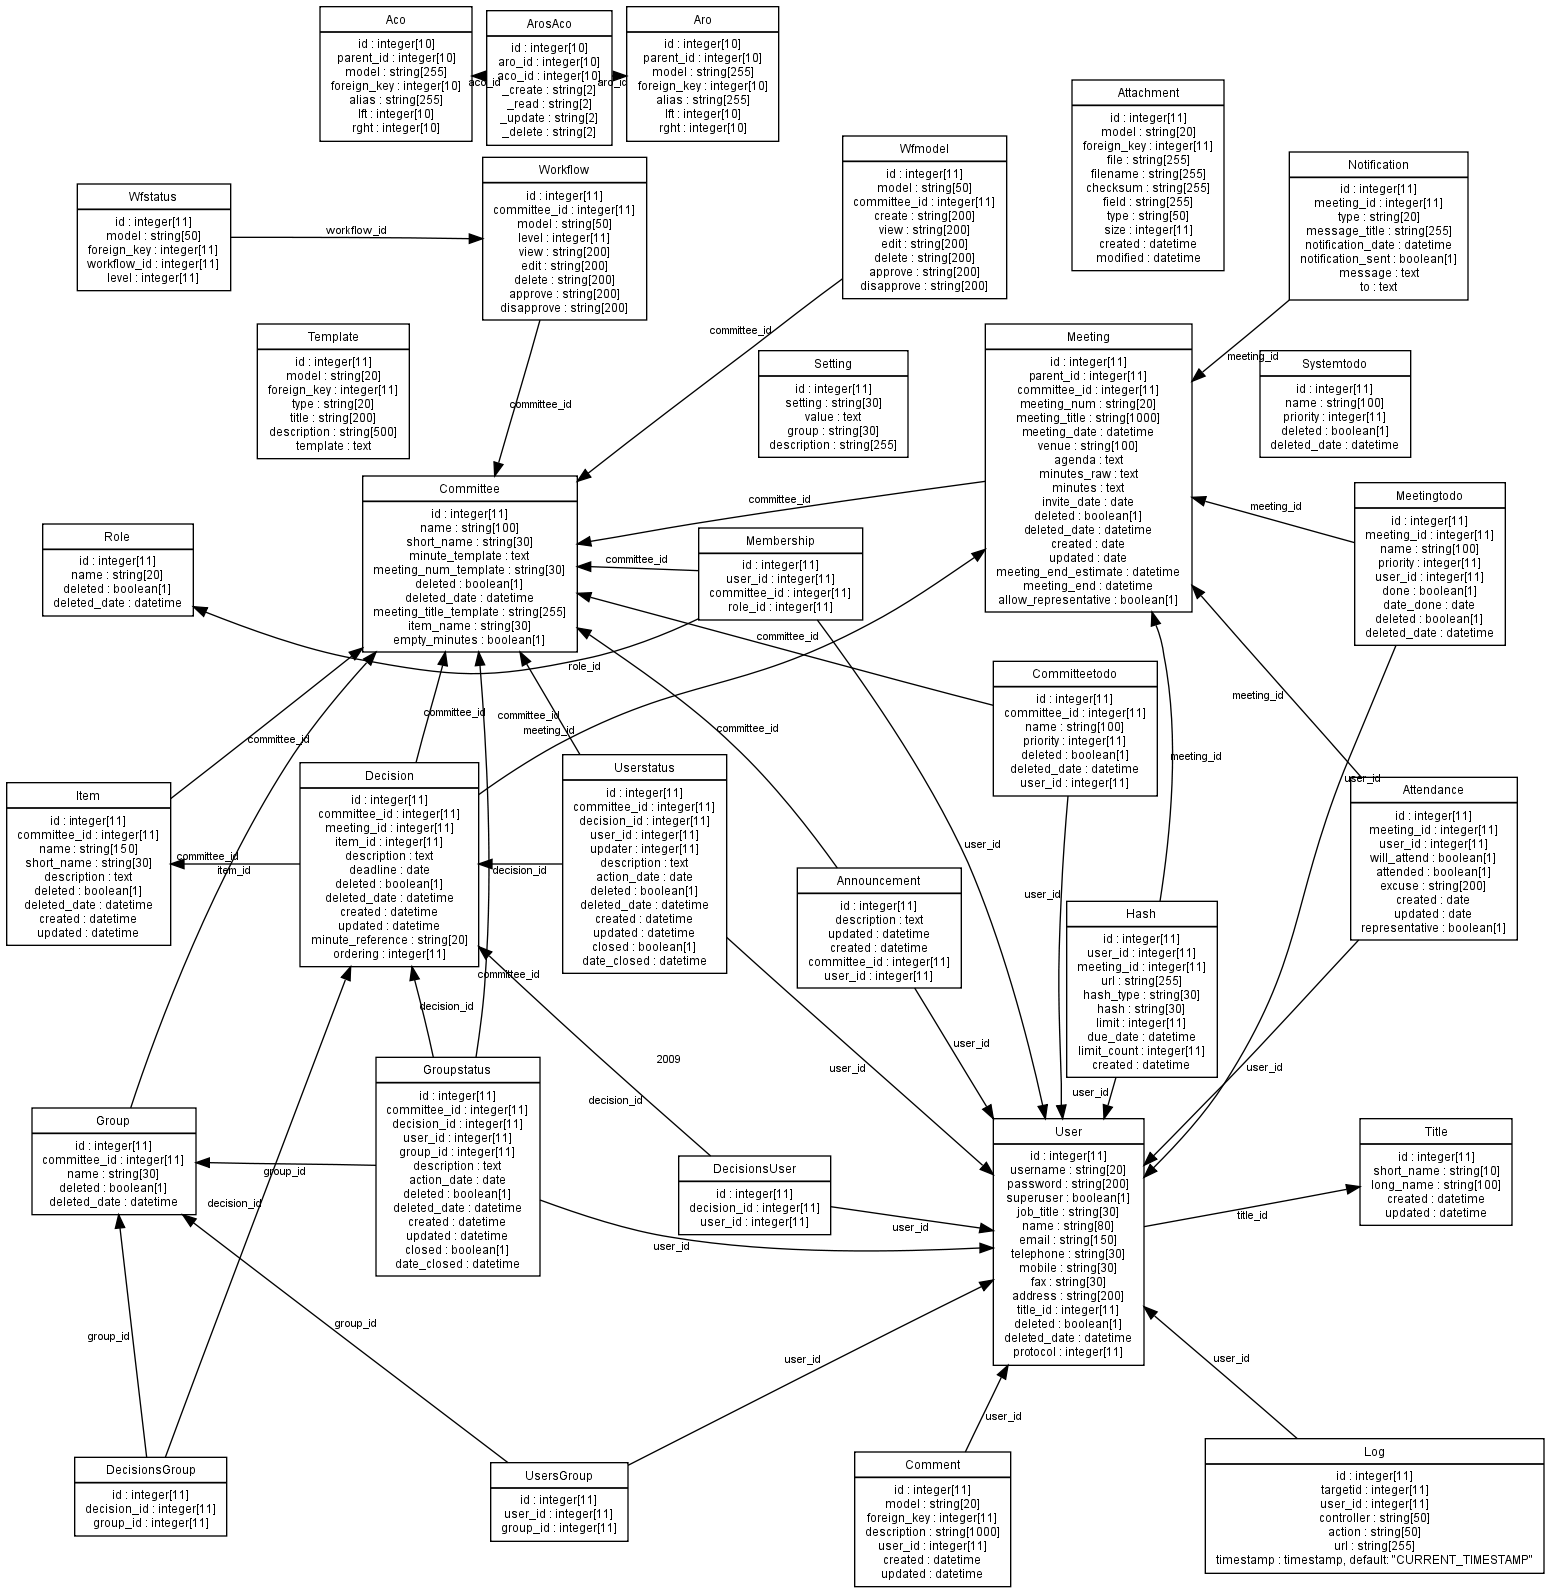 Aco
id : integer[10]
parent_id : integer[10]
model : string[255]
foreign_key : integer[10]
alias : string[255]
lft : integer[10]
rght : integer[10]
aco_id
ArosAco
id : integer[10]
aro_id : integer[10]
aco_id : integer[10]
_create : string[2]
_read : string[2]
_update : string[2]
_delete : string[2]
aro_id
Aro
id : integer[10]
parent_id : integer[10]
model : string[255]
foreign_key : integer[10]
alias : string[255]
lft : integer[10]
rght : integer[10]
Attachment
id : integer[11]
model : string[20]
foreign_key : integer[11]
file : string[255]
filename : string[255]
checksum : string[255]
field : string[255]
type : string[50]
size : integer[11]
created : datetime
modified : datetime
Wfmodel
id : integer[11]
model : string[50]
committee_id : integer[11]
create : string[200]
view : string[200]
edit : string[200]
delete : string[200]
approve : string[200]
disapprove : string[200]
Notification
id : integer[11]
meeting_id : integer[11]
type : string[20]
message_title : string[255]
notification_date : datetime
notification_sent : boolean[1]
message : text
to : text
Workflow
id : integer[11]
committee_id : integer[11]
model : string[50]
level : integer[11]
view : string[200]
edit : string[200]
delete : string[200]
approve : string[200]
disapprove : string[200]
Wfstatus
id : integer[11]
model : string[50]
foreign_key : integer[11]
workflow_id : integer[11]
level : integer[11]
workflow_id
Template
id : integer[11]
model : string[20]
foreign_key : integer[11]
type : string[20]
title : string[200]
description : string[500]
template : text
committee_id
committee_id
Setting
id : integer[11]
setting : string[30]
value : text
group : string[30]
description : string[255]
Meeting
id : integer[11]
parent_id : integer[11]
committee_id : integer[11]
meeting_num : string[20]
meeting_title : string[1000]
meeting_date : datetime
venue : string[100]
agenda : text
minutes_raw : text
minutes : text
invite_date : date
deleted : boolean[1]
deleted_date : datetime
created : date
updated : date
meeting_end_estimate : datetime
meeting_end : datetime
allow_representative : boolean[1]
meeting_id
Systemtodo
id : integer[11]
name : string[100]
priority : integer[11]
deleted : boolean[1]
deleted_date : datetime
Committee
id : integer[11]
name : string[100]
short_name : string[30]
minute_template : text
meeting_num_template : string[30]
deleted : boolean[1]
deleted_date : datetime
meeting_title_template : string[255]
item_name : string[30]
empty_minutes : boolean[1]
committee_id
meeting_id
Meetingtodo
id : integer[11]
meeting_id : integer[11]
name : string[100]
priority : integer[11]
user_id : integer[11]
done : boolean[1]
date_done : date
deleted : boolean[1]
deleted_date : datetime
Role
id : integer[11]
name : string[20]
deleted : boolean[1]
deleted_date : datetime
committee_id
Membership
id : integer[11]
user_id : integer[11]
committee_id : integer[11]
role_id : integer[11]
committee_id
role_id
Committeetodo
id : integer[11]
committee_id : integer[11]
name : string[100]
priority : integer[11]
deleted : boolean[1]
deleted_date : datetime
user_id : integer[11]
meeting_id
committee_id
committee_id
committee_id
meeting_id
committee_id
meeting_id
user_id
Item
id : integer[11]
committee_id : integer[11]
name : string[150]
short_name : string[30]
description : text
deleted : boolean[1]
deleted_date : datetime
created : datetime
updated : datetime
committee_id
item_id
Decision
id : integer[11]
committee_id : integer[11]
meeting_id : integer[11]
item_id : integer[11]
description : text
deadline : date
deleted : boolean[1]
deleted_date : datetime
created : datetime
updated : datetime
minute_reference : string[20]
ordering : integer[11]
decision_id
Userstatus
id : integer[11]
committee_id : integer[11]
decision_id : integer[11]
user_id : integer[11]
updater : integer[11]
description : text
action_date : date
deleted : boolean[1]
deleted_date : datetime
created : datetime
updated : datetime
closed : boolean[1]
date_closed : datetime
Attendance
id : integer[11]
meeting_id : integer[11]
user_id : integer[11]
will_attend : boolean[1]
attended : boolean[1]
excuse : string[200]
created : date
updated : date
representative : boolean[1]
user_id
Announcement
id : integer[11]
description : text
updated : datetime
created : datetime
committee_id : integer[11]
user_id : integer[11]
user_id
Hash
id : integer[11]
user_id : integer[11]
meeting_id : integer[11]
url : string[255]
hash_type : string[30]
hash : string[30]
limit : integer[11]
due_date : datetime
limit_count : integer[11]
created : datetime
committee_id
decision_id
user_id
2009
user_id
user_id
user_id
decision_id
Groupstatus
id : integer[11]
committee_id : integer[11]
decision_id : integer[11]
user_id : integer[11]
group_id : integer[11]
description : text
action_date : date
deleted : boolean[1]
deleted_date : datetime
created : datetime
updated : datetime
closed : boolean[1]
date_closed : datetime
Group
id : integer[11]
committee_id : integer[11]
name : string[30]
deleted : boolean[1]
deleted_date : datetime
group_id
decision_id
DecisionsUser
id : integer[11]
decision_id : integer[11]
user_id : integer[11]
user_id
user_id
User
id : integer[11]
username : string[20]
password : string[200]
superuser : boolean[1]
job_title : string[30]
name : string[80]
email : string[150]
telephone : string[30]
mobile : string[30]
fax : string[30]
address : string[200]
title_id : integer[11]
deleted : boolean[1]
deleted_date : datetime
protocol : integer[11]
title_id
Title
id : integer[11]
short_name : string[10]
long_name : string[100]
created : datetime
updated : datetime
group_id
group_id
user_id
user_id
user_id
DecisionsGroup
id : integer[11]
decision_id : integer[11]
group_id : integer[11]
UsersGroup
id : integer[11]
user_id : integer[11]
group_id : integer[11]
Comment
id : integer[11]
model : string[20]
foreign_key : integer[11]
description : string[1000]
user_id : integer[11]
created : datetime
updated : datetime
Log
id : integer[11]
targetid : integer[11]
user_id : integer[11]
controller : string[50]
action : string[50]
url : string[255]
timestamp : timestamp, default: "CURRENT_TIMESTAMP"